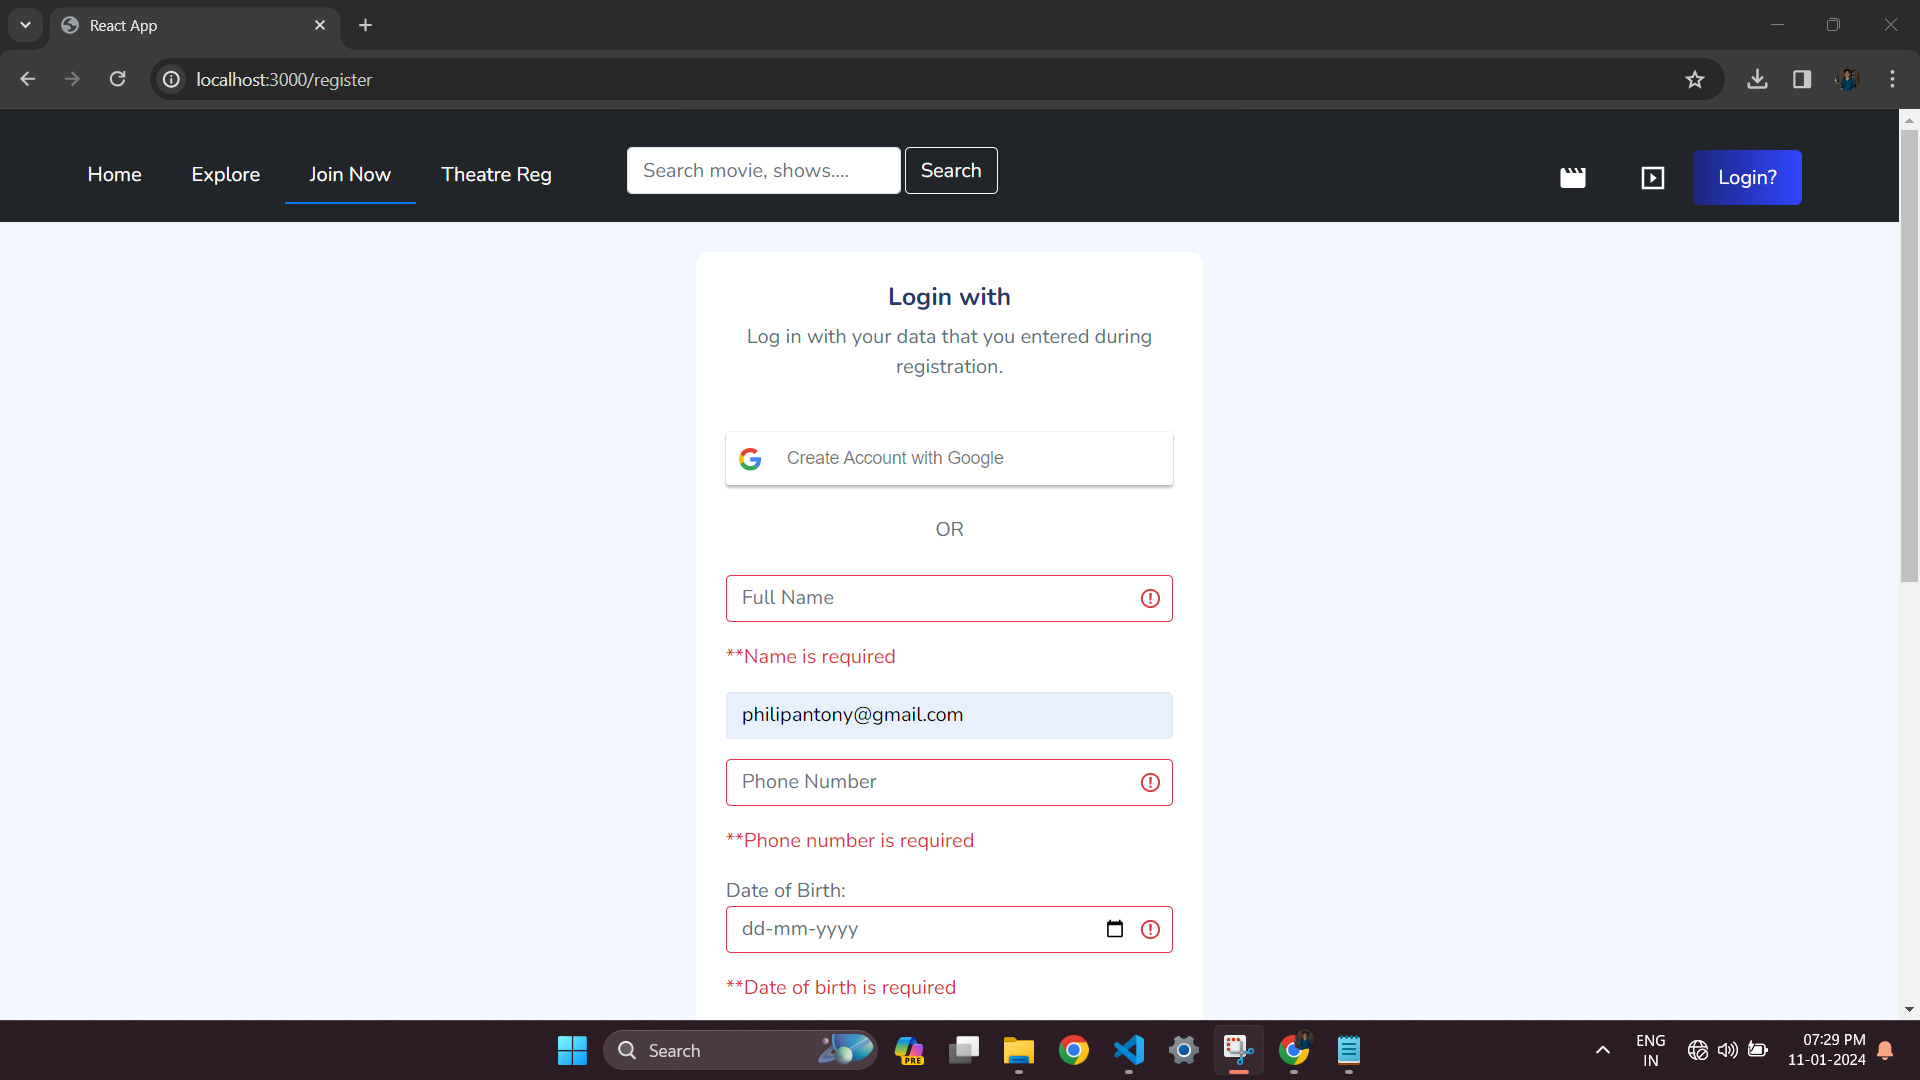 React App
localhost:3000/register
Home Explore Join Now Theatre Reg Search movie, shows.... Search Login?
Login with
Log in with your data that you entered during
registration.
Create Account with Google
OR
Full Name
**Name is required
philipantony@gmail.com
Phone Number
**Phone number is required
Date of Birth:
dd-mm-yyyy
**Date of birth is required
Search
PRE
ENG
IN
07:29 PM
11-01-2024